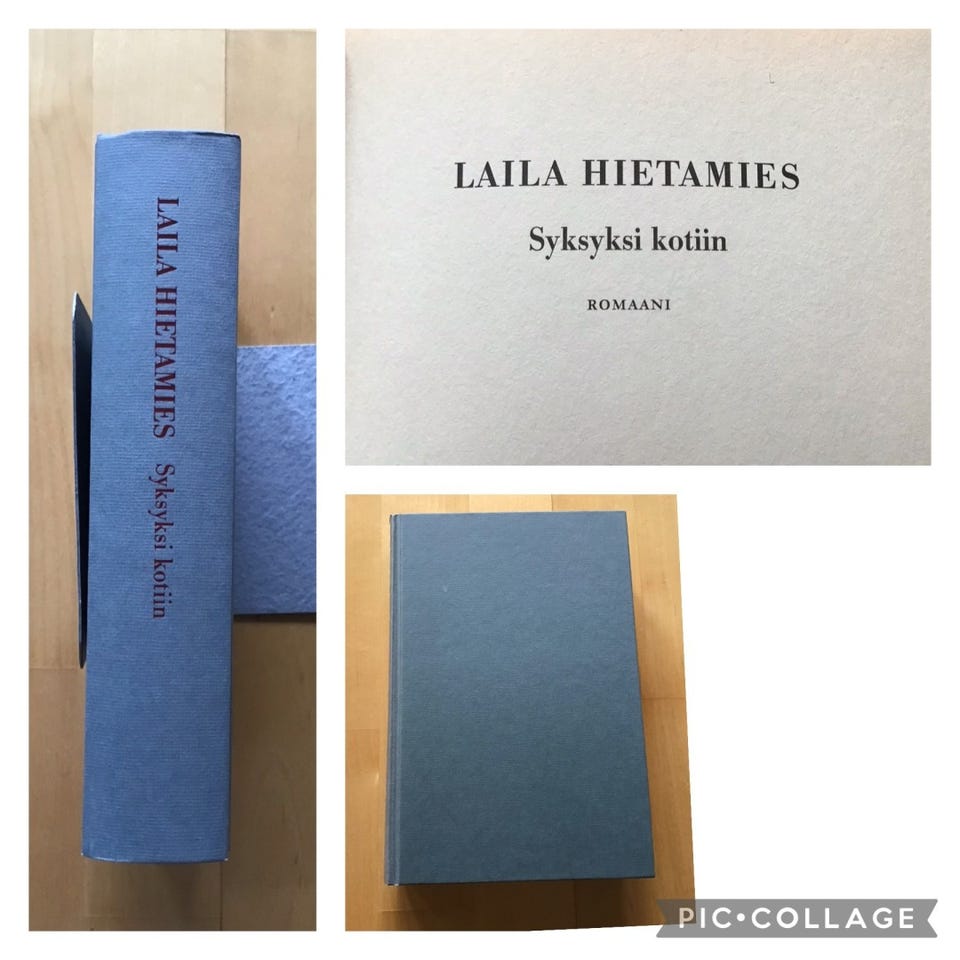 LAILA HIETAMIES Syksyksi kotiin
LAILA HIETAMIES
Syksyksi kotiin
ROMAANI
PIC•COLLAGE